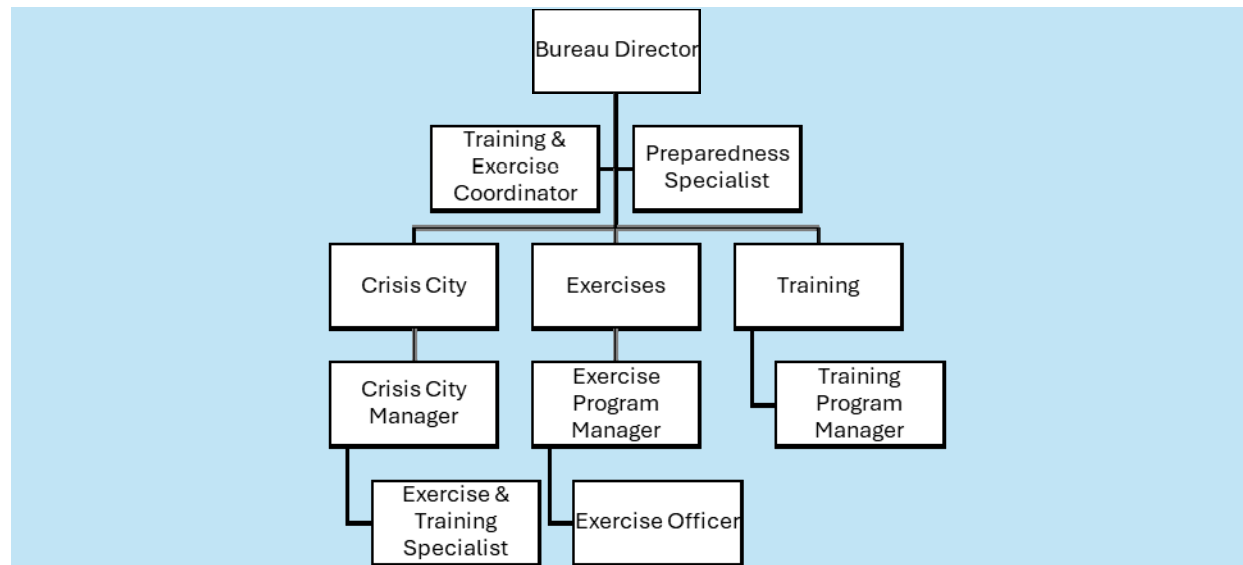 Bureau Director
Training &
Exercise
Coordinator
Preparedness
Specialist
Crisis City
Exercises
Training
Crisis City
Manager
Exercise
Program
Manager
Training
Program
Manager
Exercise &
Training
Specialist
Exercise Officer